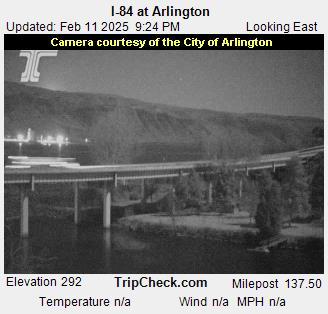 I-84 at Arlington
Updated: Feb 11 2025 9:24 PM Looking East
Camera courtesy of the City of Arlington
Elevation 292 TripCheck.com Milepost 137.50
Temperature n/a Wind n/a MPH n/a